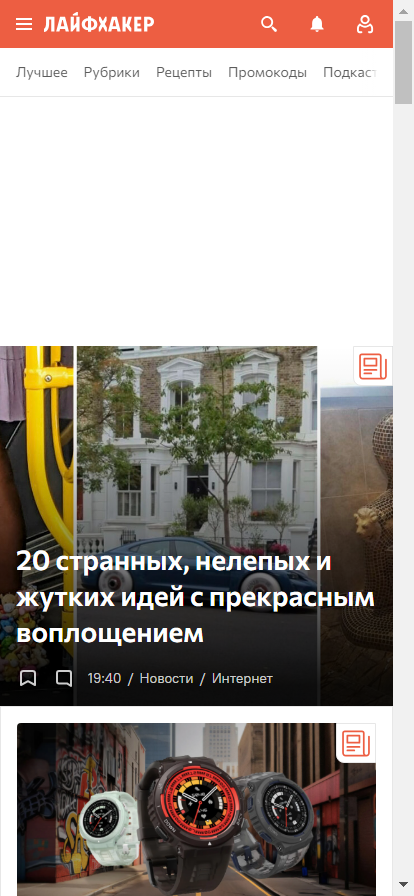 ЛАЙФХАКЕР
Лучшее Рубрики Рецепты Промокоды Подкаст
20 странных, нелепых и
жутких идей с прекрасным
воплощением
19:40 / Новости / Интернет